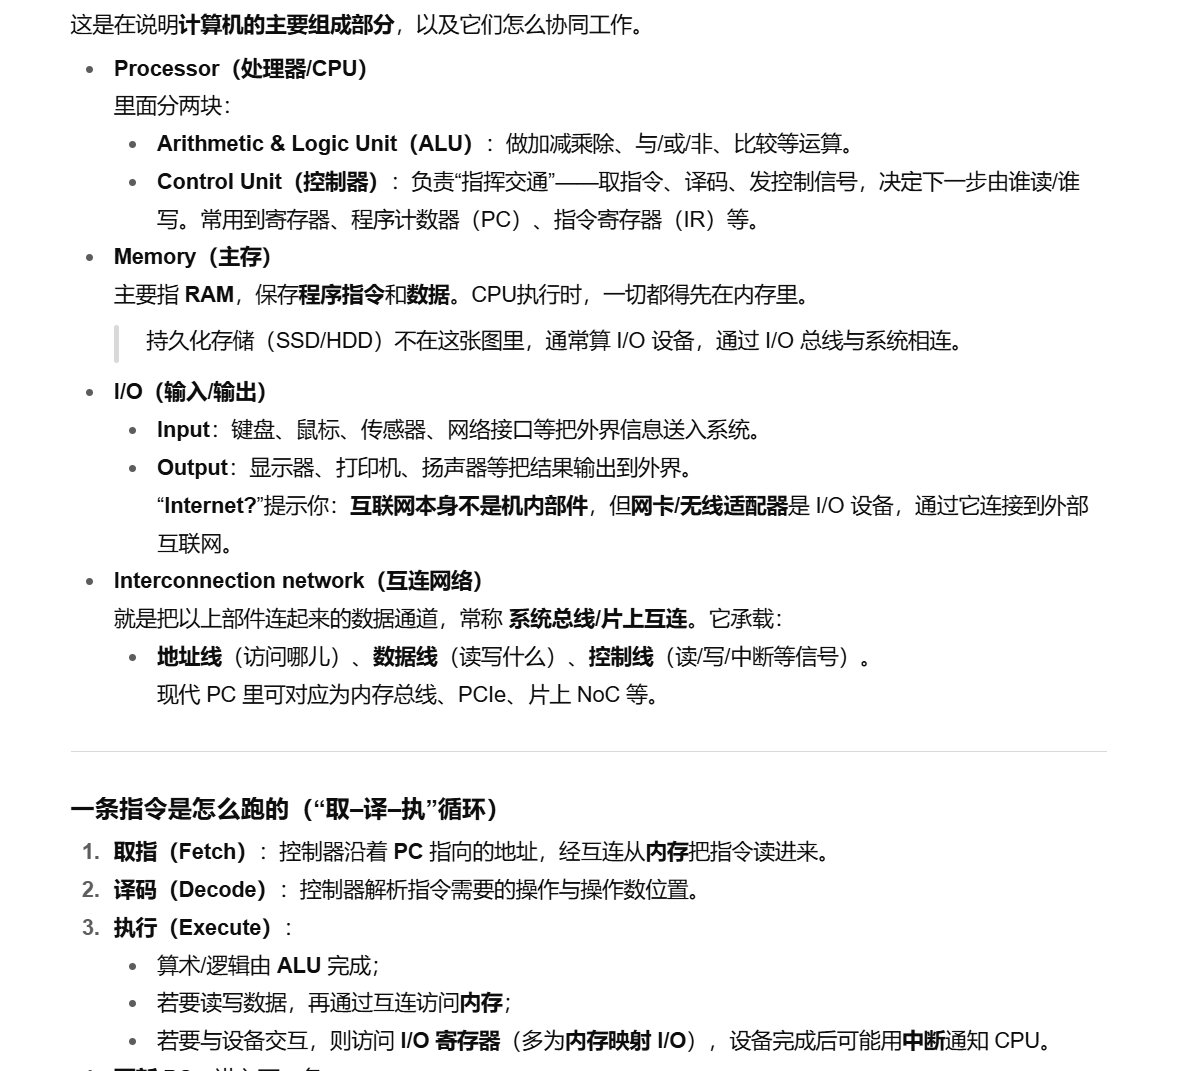 这是在说明计算机的主要组成部分，以及它们怎么协同工作。
• Processor（处理器/CPU）
里面分两块：
• Arithmetic & Logic Unit（ALU）：做加减乘除、与/或/非、比较等运算。
• Control Unit（控制器）：负责“指挥交通”——取指令、译码、发控制信号，决定下一步由谁读/谁
写。常用到寄存器、程序计数器（PC）、指令寄存器（IR）等。
• Memory（主存）
主要指 RAM，保存程序指令和数据。CPU执行时，一切都得先在内存里。
持久化存储（SSD/HDD）不在这张图里，通常算 I/O 设备，通过 I/O 总线与系统相连。
• I/O（输入/输出）
• Input：键盘、鼠标、传感器、网络接口等把外界信息送入系统。
• Output：显示器、打印机、扬声器等把结果输出到外界。
“Internet?”提示你：互联网本身不是机内部件，但网卡/无线适配器是 I/O 设备，通过它连接到外部
互联网。
• Interconnection network（互连网络）
就是把以上部件连起来的数据通道，常称 系统总线/片上互连。它承载：
• 地址线（访问哪儿）、数据线（读写什么）、控制线（读/写/中断等信号）。
现代 PC 里可对应为内存总线、PCIe、片上 NoC 等。
一条指令是怎么跑的（“取–译–执”循环）
1. 取指（Fetch）：控制器沿着 PC 指向的地址，经互连从内存把指令读进来。
2. 译码（Decode）：控制器解析指令需要的操作与操作数位置。
3. 执行（Execute）：
• 算术/逻辑由 ALU 完成；
• 若要读写数据，再通过互连访问内存；
• 若要与设备交互，则访问 I/O 寄存器（多为内存映射 I/O），设备完成后可能用中断通知 CPU。